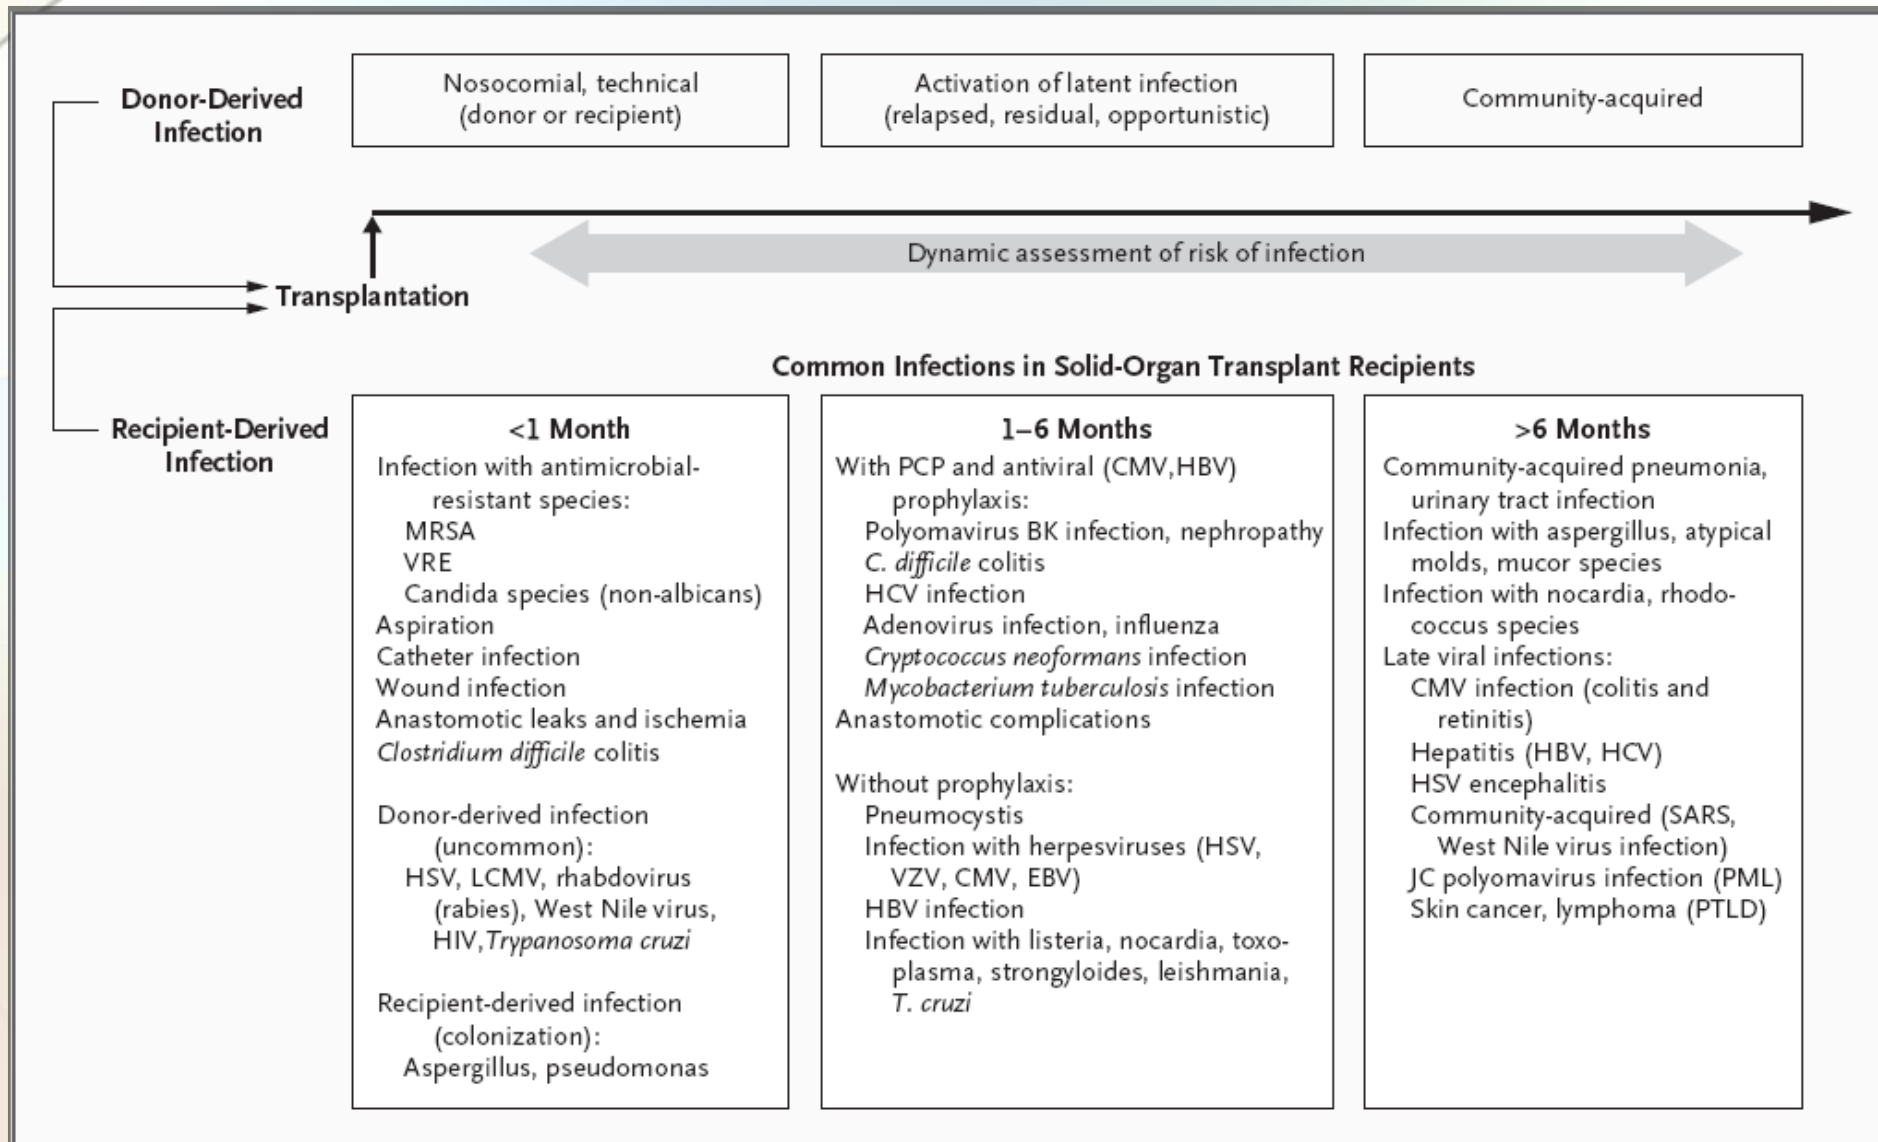 Donor-Derived
Infection
Nosocomial, technical
(donor or recipient)
Activation of latent infection
(relapsed, residual, opportunistic)
Community-acquired
Dynamic assessment of risk of infection
Transplantation
Common Infections in Solid-Organ Transplant Recipients
Recipient-Derived
Infection
<1 Month
Infection with antimicrobial-
resistant species:
MRSA
VRE
Candida species (non-albicans)
Aspiration
Catheter infection
Wound infection
Anastomotic leaks and ischemia
Clostridium difficile colitis
Donor-derived infection
(uncommon):
HSV, LCMV, rhabdovirus
(rabies), West Nile virus,
HIV, Trypanosoma cruzi
Recipient-derived infection
(colonization):
Aspergillus, pseudomonas
1–6 Months
With PCP and antiviral (CMV,HBV)
prophylaxis:
Polyomavirus BK infection, nephropathy
C. difficile colitis
HCV infection
Adenovirus infection, influenza
Cryptococcus neoformans infection
Mycobacterium tuberculosis infection
Anastomotic complications
Without prophylaxis:
Pneumocystis
Infection with herpesviruses (HSV,
VZV, CMV, EBV)
HBV infection
Infection with listeria, nocardia, toxo-
plasma, strongyloides, leishmania,
T. cruzi
>6 Months
Community-acquired pneumonia,
urinary tract infection
Infection with aspergillus, atypical
molds, mucor species
Infection with nocardia, rhodo-
coccus species
Late viral infections:
CMV infection (colitis and
retinitis)
Hepatitis (HBV, HCV)
HSV encephalitis
Community-acquired (SARS,
West Nile virus infection)
JC polyomavirus infection (PML)
Skin cancer, lymphoma (PTLD)